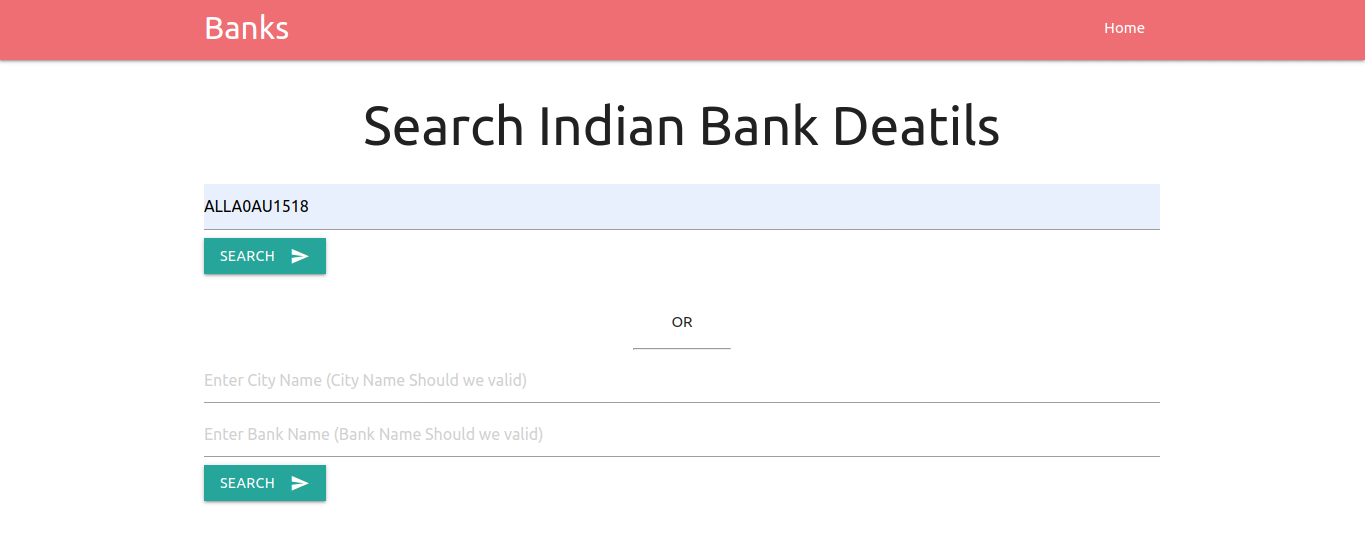 Banks
Home
Search Indian Bank Deatils
ALLA0AU1518
SEARCH
OR
Enter City Name (City Name Should we valid)
Enter Bank Name (Bank Name Should we valid)
SEARCH